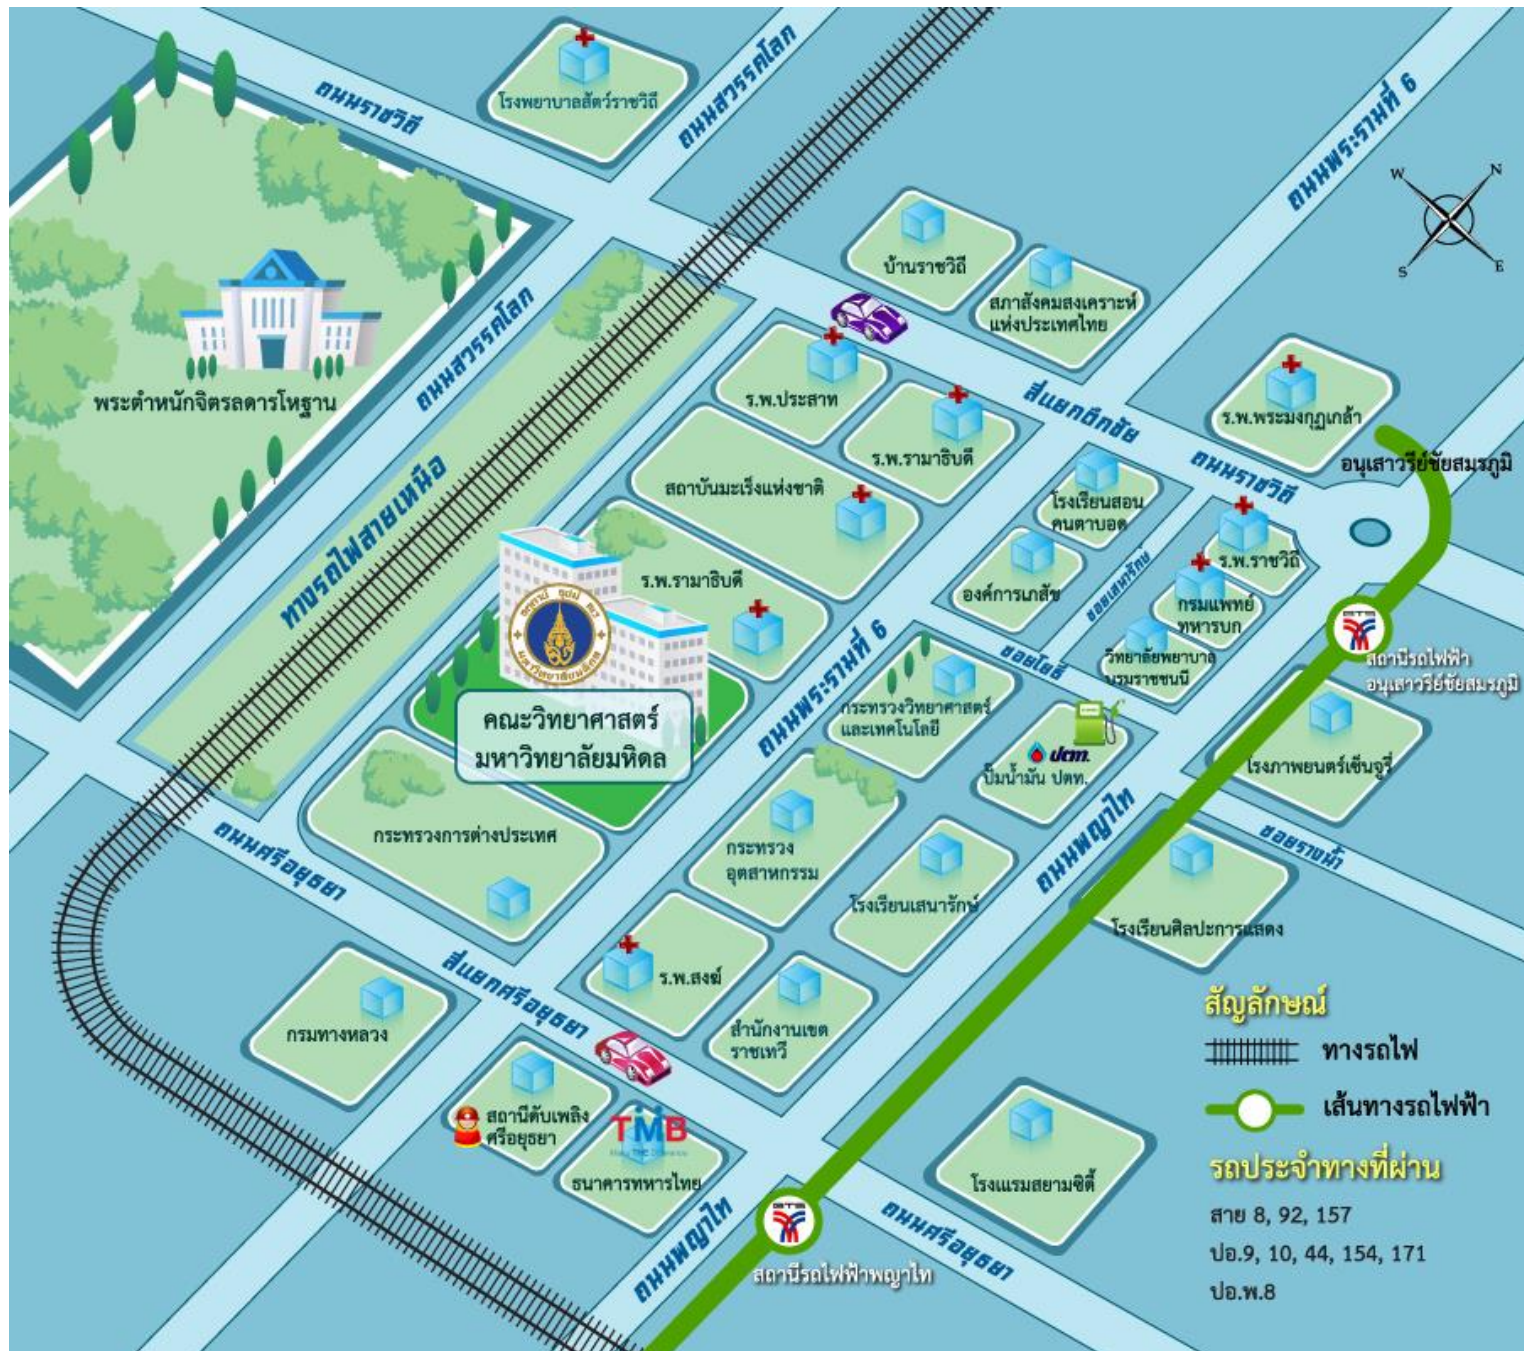 โรงพยาบาลสัตว์ราชวิถี
ถนนราชวิถี
ถนนสวรรคโลก
ถนนพระรามที่ 6
W
N
S
E
บ้านราชวิถี
สภาสังคมสงเคราะห์
แห่งประเทศไทย
พระตำหนักจิตรลดารโหฐาน
ถนนสวรรคโลก
ร.พ.ประสาท
สี่แยกตึกชัย
ร.พ.พระมงกุฎเกล้า
ร.พ.รามาธิบดี
ถนนราชวิถี
อนุเสาวรีย์ชัยสมรภูมิ
ทางรถไฟสายเหนือ
สถาบันมะเร็งแห่งชาติ
โรงเรียนสอน
คนตาบอด
ร.พ.รามาธิบดี
องค์การเภสัช
ซอยเสนารักษ์
ร.พ.ราชวิถี
กรมแพทย์
ทหารบก
วิทยาลัยพยาบาล
บรมราชชนนี
BTS
สถานีรถไฟฟ้า
อนุเสาวรีย์ชัยสมรภูมิ
ถนนพระรามที่ 6
ซอยโยธี
กระทรวงวิทยาศาสตร์
และเทคโนโลยี
คณะวิทยาศาสตร์
มหาวิทยาลัยมหิดล
ปตท.
ปั๊มน้ำมัน ปตท.
โรงภาพยนตร์เซ็นจูรี่
ถนนศรีอยุธยา
กระทรวงการต่างประเทศ
กระทรวง
อุตสาหกรรม
โรงเรียนเสนารักษ์
ถนนพญาไท
ซอยรางน้ำ
โรงเรียนศิลปะการแสดง
สี่แยกศรีอยุธยา
ร.พ.สงฆ์
กรมทางหลวง
สำนักงานเขต
ราชเทวี
สถานีดับเพลิง
ศรีอยุธยา
TMB
ธนาคารทหารไทย
โรงแรมสยามซิตี้
ถนนพญาไท
BTS
สถานีรถไฟฟ้าพญาไท
ถนนศรีอยุธยา
สัญลักษณ์
ทางรถไฟ
เส้นทางรถไฟฟ้า
รถประจำทางที่ผ่าน
สาย 8, 92, 157
ปอ.9, 10, 44, 154, 171
ปอ.พ.8